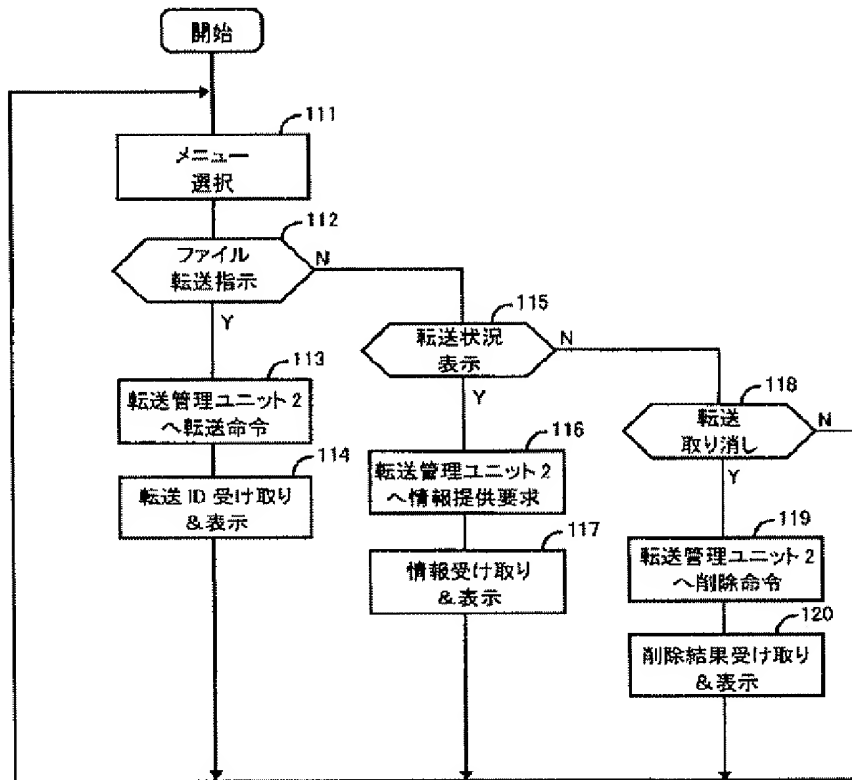 開始
111
メニュー
選択
112
ファイル
転送指示
N
Y
113
転送管理ユニット2
へ転送命令
114
転送ID受け取り
&表示
115
転送状況
表示
N
Y
116
転送管理ユニット2
へ情報提供要求
117
情報受け取り
&表示
118
転送
取り消し
N
Y
119
転送管理ユニット2
へ削除命令
120
削除結果受け取り
&表示